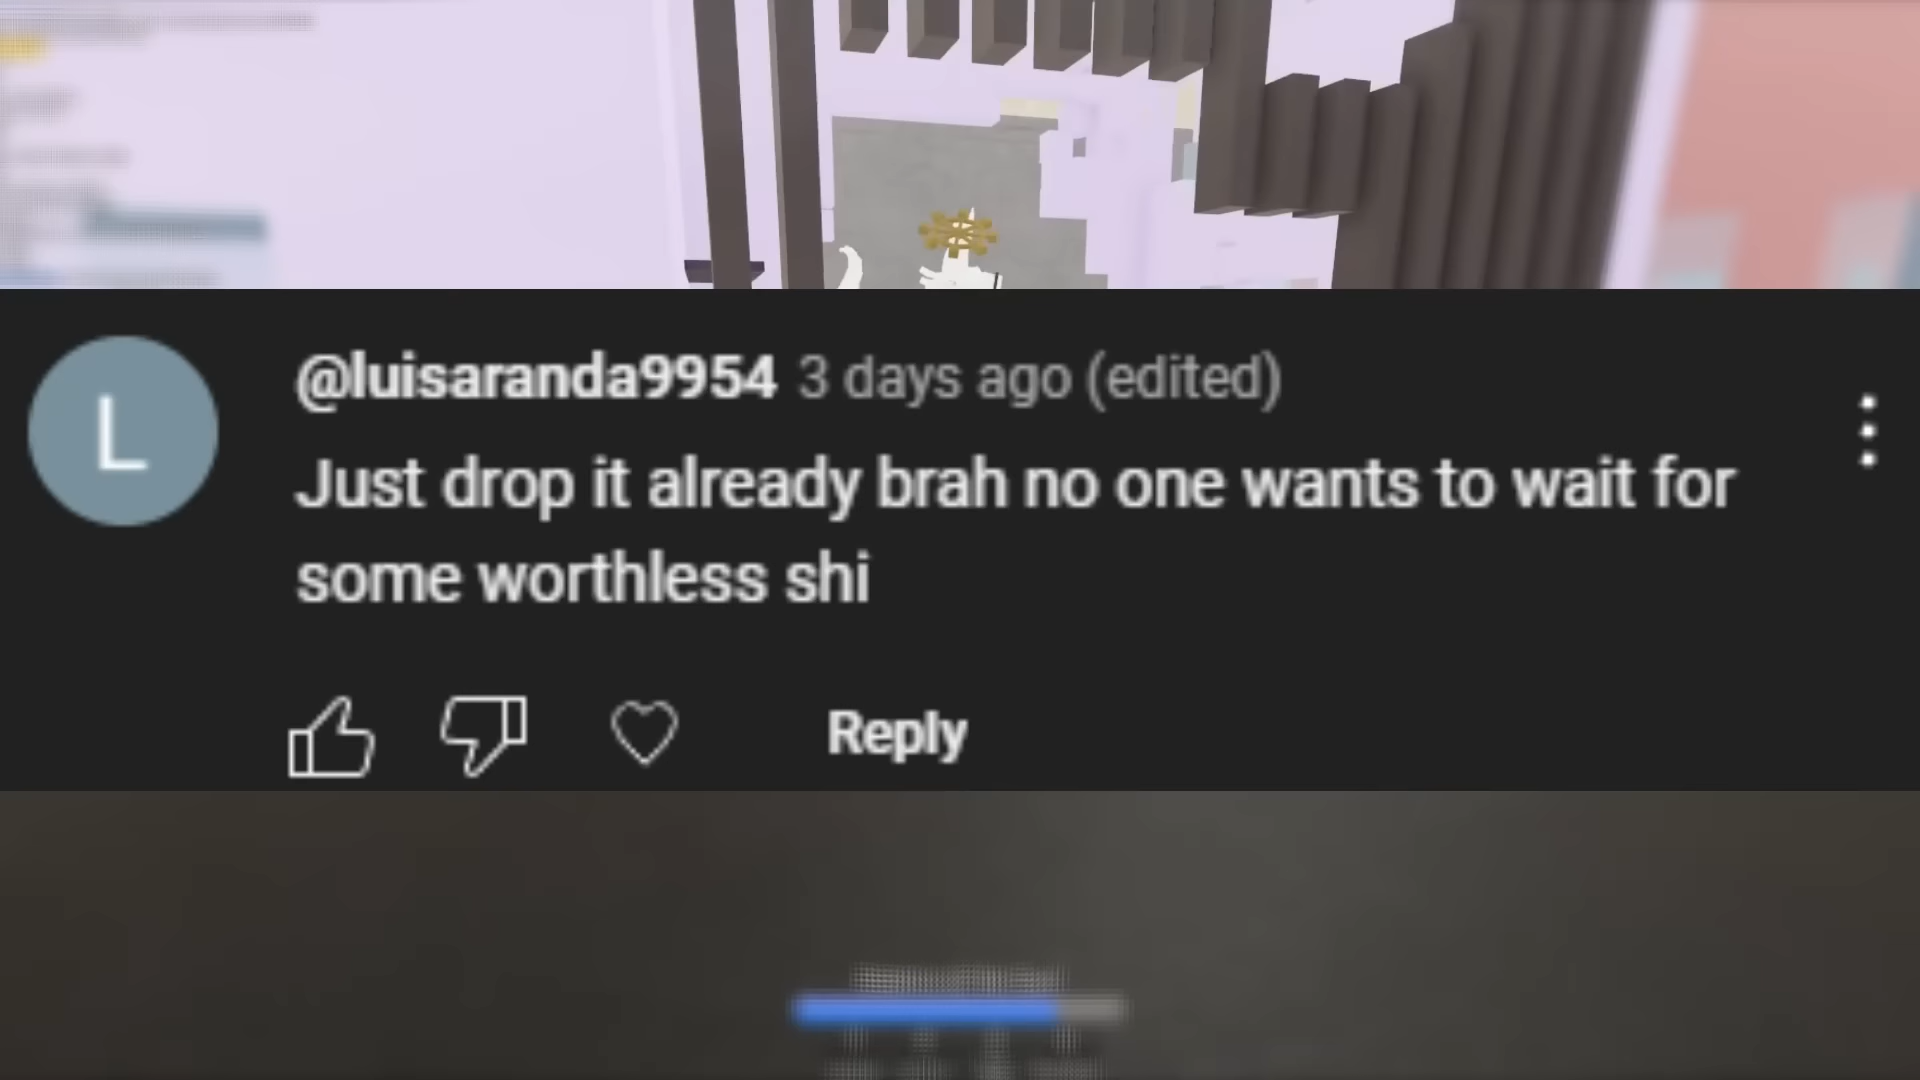 L
@luisaranda9954 3 days ago (edited)
Just drop it already brah no one wants to wait for
some worthless shi
Reply